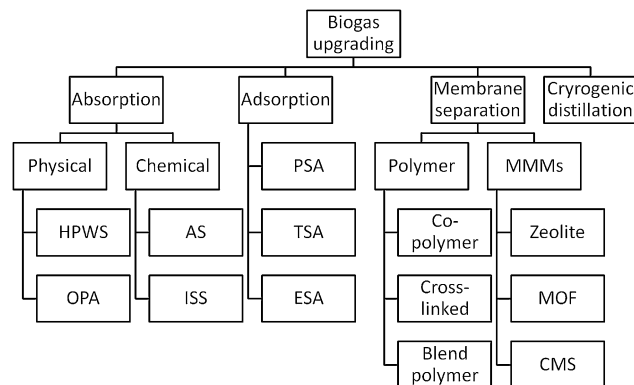 Biogas
upgrading
Absorption
Adsorption
Membrane
separation
Cryrogenic
distillation
Physical
Chemical
PSA
Polymer
MMMs
HPWS
AS
TSA
Co-
polymer
Zeolite
OPA
ISS
ESA
Cross-
linked
MOF
Blend
polymer
CMS